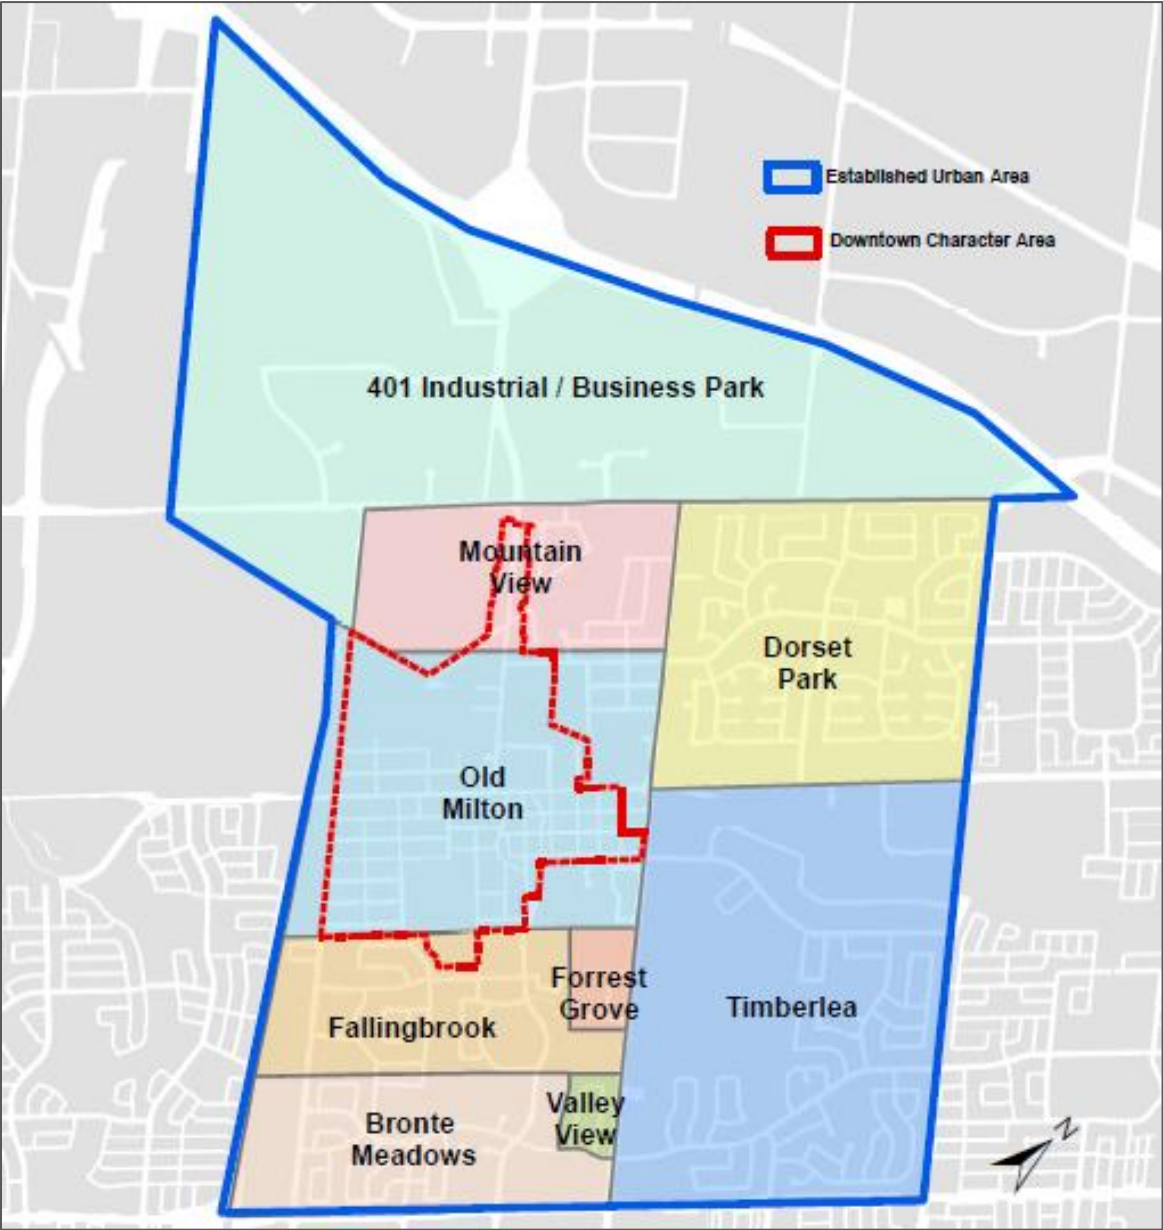 Established Urban Area
Downtown Character Area
401 Industrial / Business Park
Mountain
View
Dorset
Park
Old
Milton
Forrest
Grove
Timberlea
Fallingbrook
Valley
View
Bronte
Meadows
N